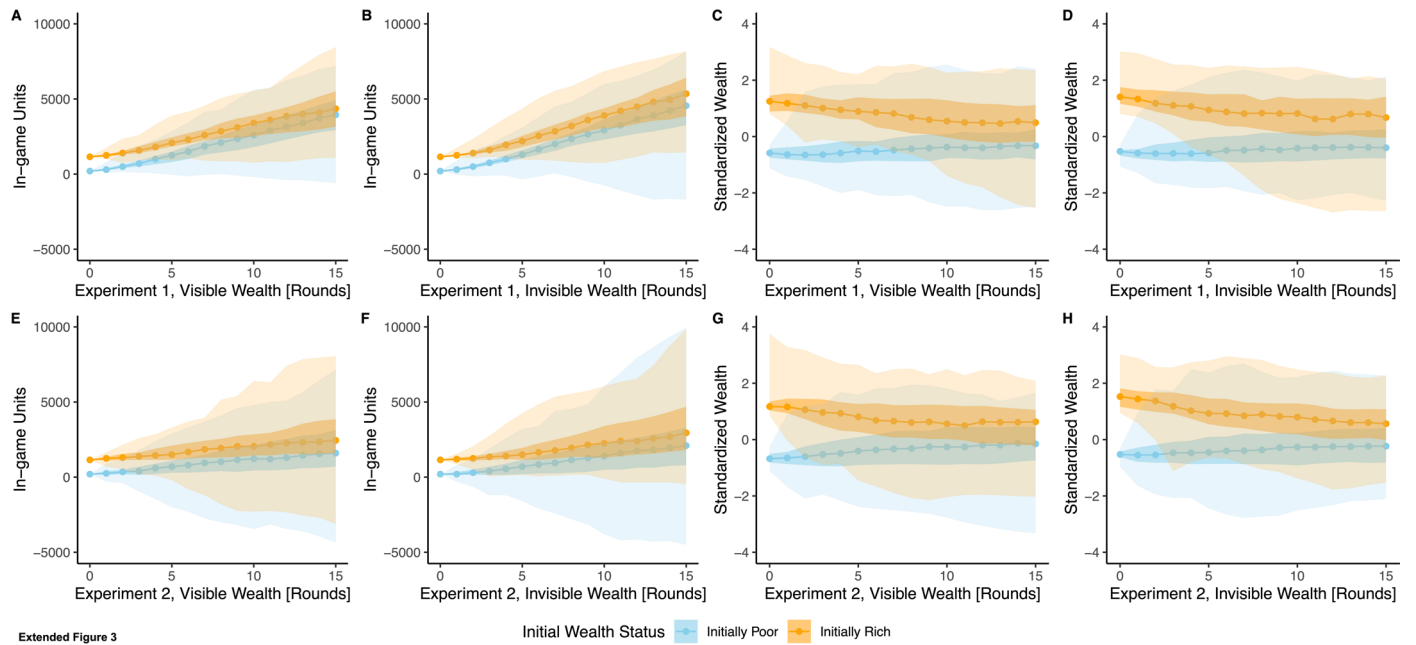 A
10000
5000
0
−5000
In−game Units
0
5
10
15
Experiment 1, Visible Wealth [Rounds]
B
10000
5000
0
−5000
In−game Units
0
5
10
15
Experiment 1, Invisible Wealth [Rounds]
C
4
2
0
−2
−4
Standardized Wealth
0
5
10
15
Experiment 1, Visible Wealth [Rounds]
D
4
2
0
−2
−4
Standardized Wealth
0
5
10
15
Experiment 1, Invisible Wealth [Rounds]
E
10000
5000
0
−5000
In−game Units
0
5
10
15
Experiment 2, Visible Wealth [Rounds]
F
10000
5000
0
−5000
In−game Units
0
5
10
15
Experiment 2, Invisible Wealth [Rounds]
G
4
2
0
−2
−4
Standardized Wealth
0
5
10
15
Experiment 2, Visible Wealth [Rounds]
H
4
2
0
−2
−4
Standardized Wealth
0
5
10
15
Experiment 2, Invisible Wealth [Rounds]
Extended Figure 3
Initial Wealth Status Initially Poor Initially Rich